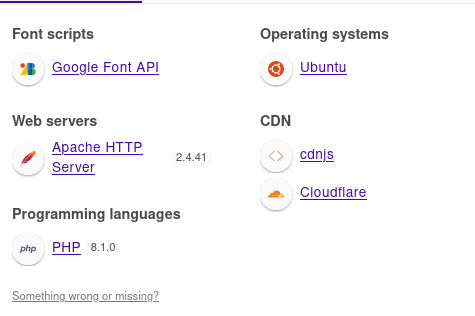 Font scripts
Google Font API
Web servers
Apache HTTP
Server
2.4.41
Programming languages
php
PHP 8.1.0
Operating systems
Ubuntu
CDN
cdnjs
Cloudflare
Something wrong or missing?